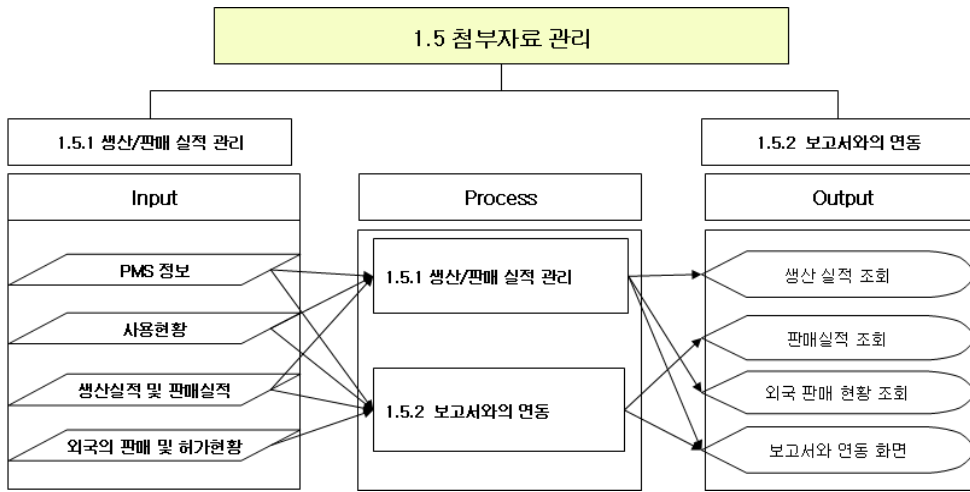 1.5 첨부자료 관리
1.5.1 생산/판매 실적 관리
1.5.2 보고서와의 연동
Input
Process
Output
PMS 정보
사용현황
생산실적 및 판매실적
외국의 판매 및 허가현황
1.5.1 생산/판매 실적 관리
1.5.2 보고서와의 연동
생산 실적 조회
판매실적 조회
외국 판매 현황 조회
보고서와 연동 화면